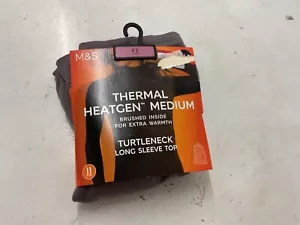 M&S
22
THERMAL
HEATGEN™ MEDIUM
BRUSHED INSIDE
FOR EXTRA WARMTH
TURTLENECK
LONG SLEEVE TOP